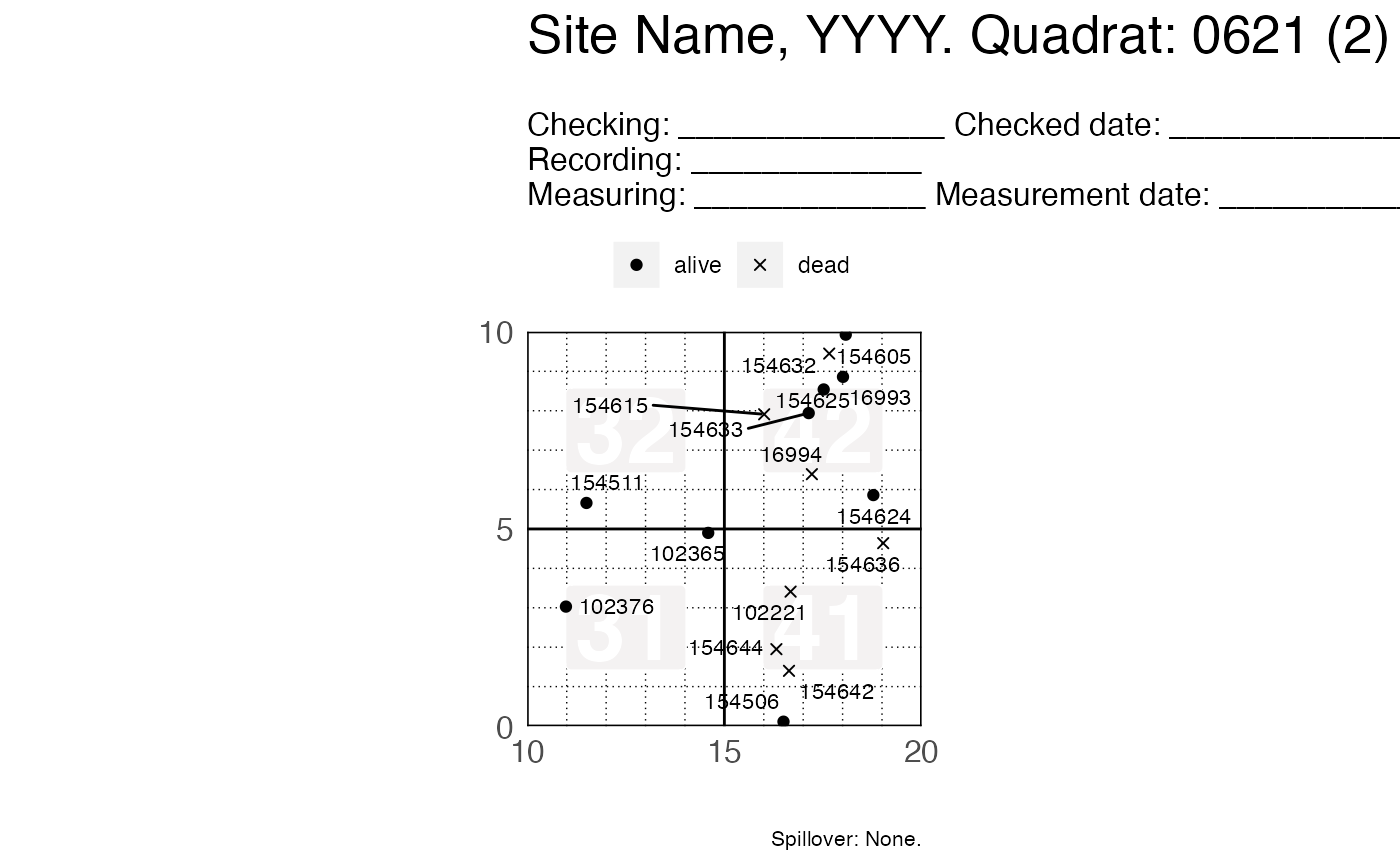 Site Name, YYYY. Quadrat: 0621 (2)
Checking: _______________ Checked date: _____________
Recording: _____________
Measuring: _____________ Measurement date: __________
alive dead
10
154632 154605
154615 154625 16993
32 42
154633
16994
154511
154624
5
102365
154636
102376 102221
31 41
154644
154642
154506
0
10 15 20
Spillover: None.